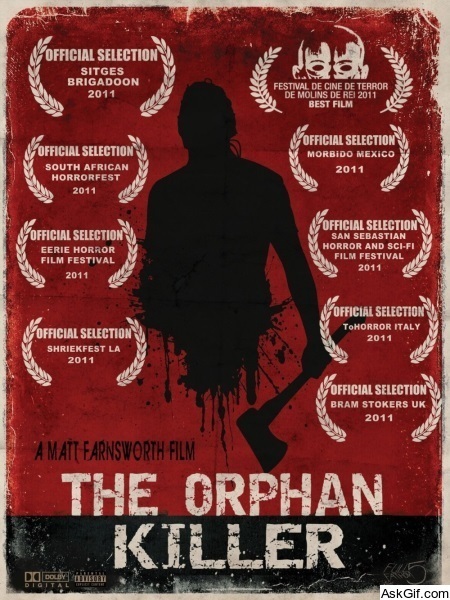 OFFICIAL SELECTION
SITGES
BRIGADOON
2011
FESTIVAL DE CINE DE TERROR
DE MOLINS DE REI 2011
BEST FILM
OFFICIAL SELECTION
SOUTH AFRICAN
HORRORFEST
2011
OFFICIAL SELECTION
MORBIDO MEXiCO
2011
OFFICIAL SELECTION
EERIE HORROR
FILM FESTIVAL
2011
OFFICIAL SELECTION
SAN SEBASTIAN
HORROR AND SCI-FI
FILM FESTIVAL
2011
OFFICIAL SELECTION
SHRIEKFEST LA
2011
OFFICIAL SELECTION
ToHORROR ITALY
2011
OFFICIAL SELECTION
BRAM STOKERS UK
2011
A MATT FARNSWORTH FILM
THE ORPHAN
KILLER
DOLBY
DIGITAL
ADVISORY
AskGif.com